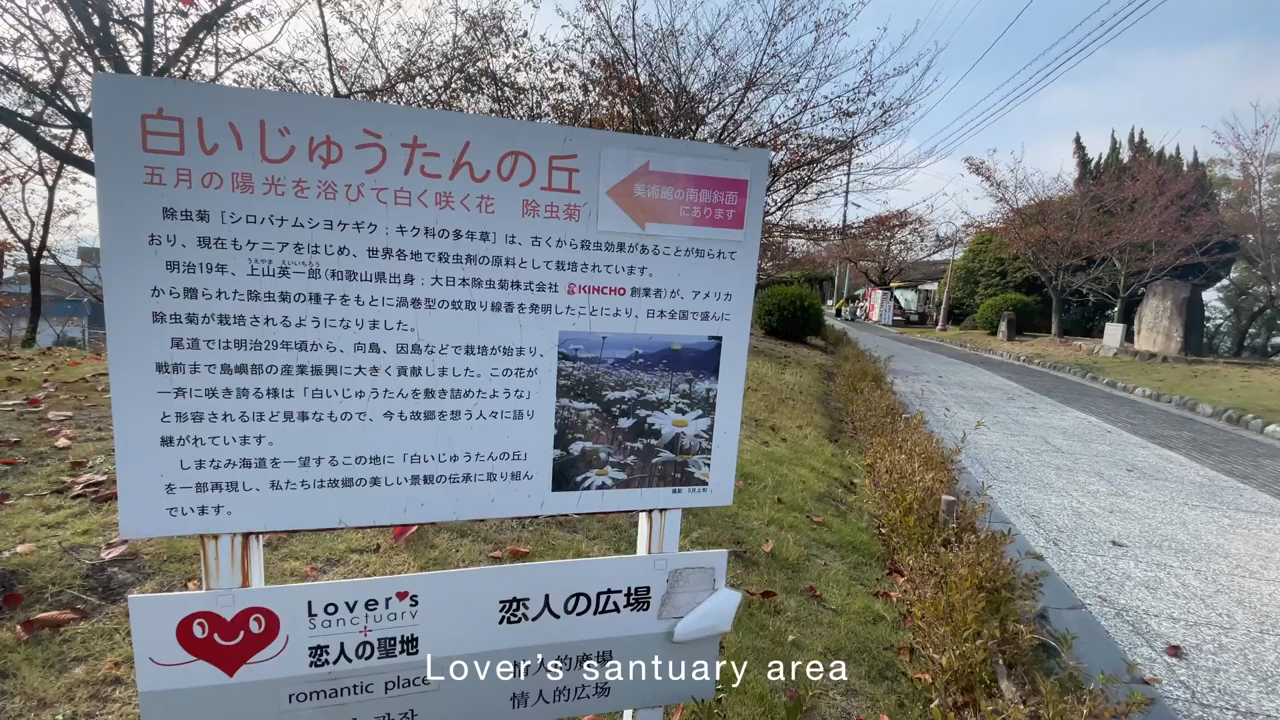 白いじゅうたんの丘
五月の陽光を浴びて白く咲く花　除虫菊
美術館の南側斜面
にあります
除虫菊［シロバナムシヨケギク；キク科の多年草］は、古くから殺虫効果があることが知られて
おり、現在もケニアをはじめ、世界各地で殺虫剤の原料として栽培されています。
うえやま えいいちろう
明治19年、上山英一郎(和歌山県出身；大日本除虫菊株式会社 KINCHO 創業者)が、アメリカ
から贈られた除虫菊の種子をもとに渦巻型の蚊取り線香を発明したことにより、日本全国で盛んに
除虫菊が栽培されるようになりました。
尾道では明治29年頃から、向島、因島などで栽培が始まり、
戦前まで島嶼部の産業振興に大きく貢献しました。この花が
一斉に咲き誇る様は「白いじゅうたんを敷き詰めたような」
と形容されるほど見事なもので、今も故郷を想う人々に語り
継がれています。
しまなみ海道を一望するこの地に「白いじゅうたんの丘」
を一部再現し、私たちは故郷の美しい景観の伝承に取り組ん
でいます。
撮影 5月上旬
Lover's
Sanctuary
恋人の聖地
romantic place
恋人の広場
情人的廣場
情人的広场
Lover's santuary area